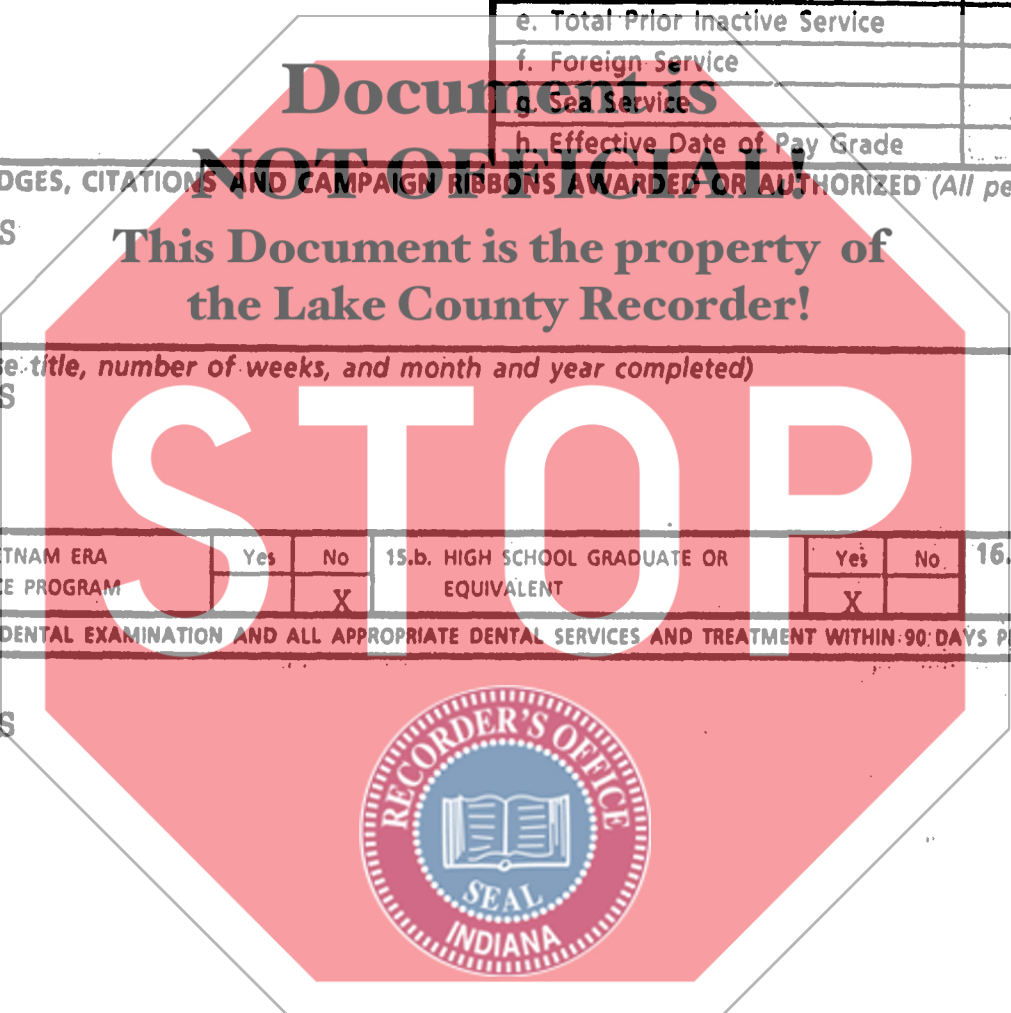 e. Total Prior Inactive Service
f. Foreign Service
Document is
g. Sea Service
h. Effective Date of Pay Grade
NOT OFFICIAL!
DGES, CITATIONS AND CAMPAIGN RIBBONS AWARDED OR AUTHORIZED (All pe
S
This Document is the property of
the Lake County Recorder!
se title, number of weeks, and month and year completed)
S
STOP
ETNAM ERA Yes No 15.b. HIGH SCHOOL GRADUATE OR Yes No 16.
CE PROGRAM X EQUIVALENT X
DENTAL EXAMINATION AND ALL APPROPRIATE DENTAL SERVICES AND TREATMENT WITHIN 90 DAYS P
S
RECORDER'S OFFICE
SEAL
INDIANA